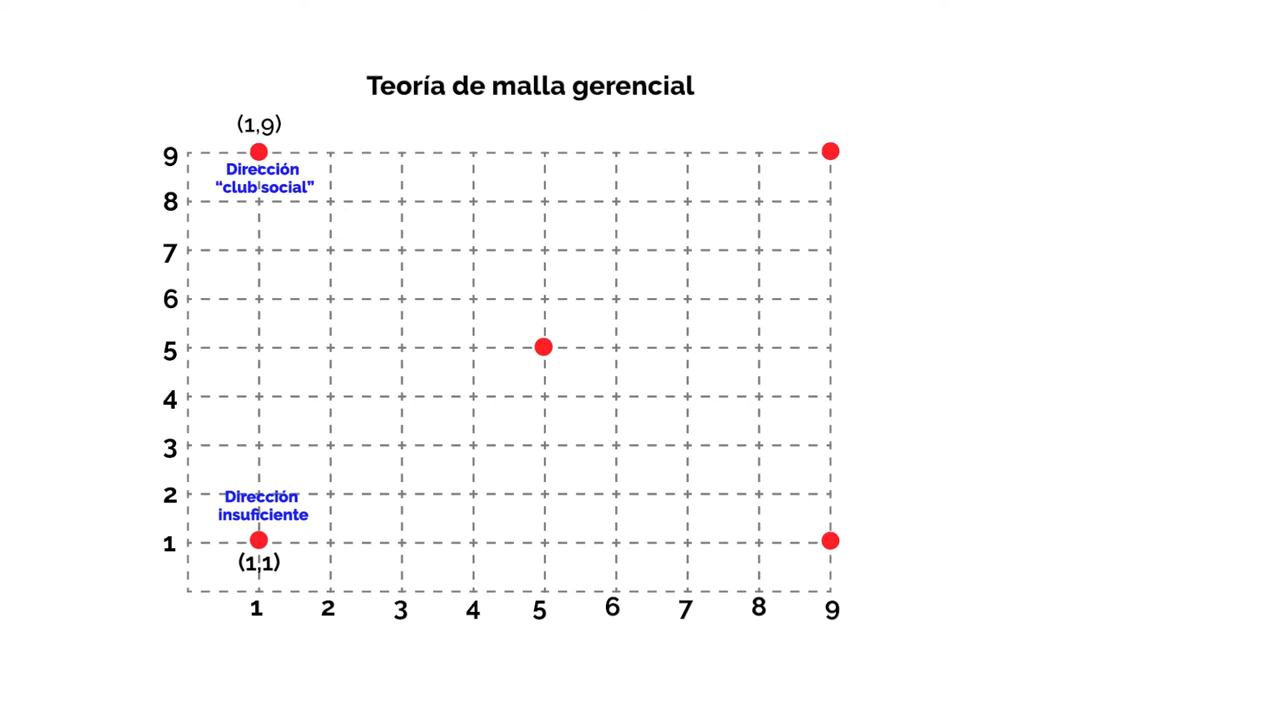 Teoría de malla gerencial
(1,9)
9
Dirección
“club social”
8
7
6
5
4
3
2
Dirección
insuficiente
1
(1,1)
1 2 3 4 5 6 7 8 9